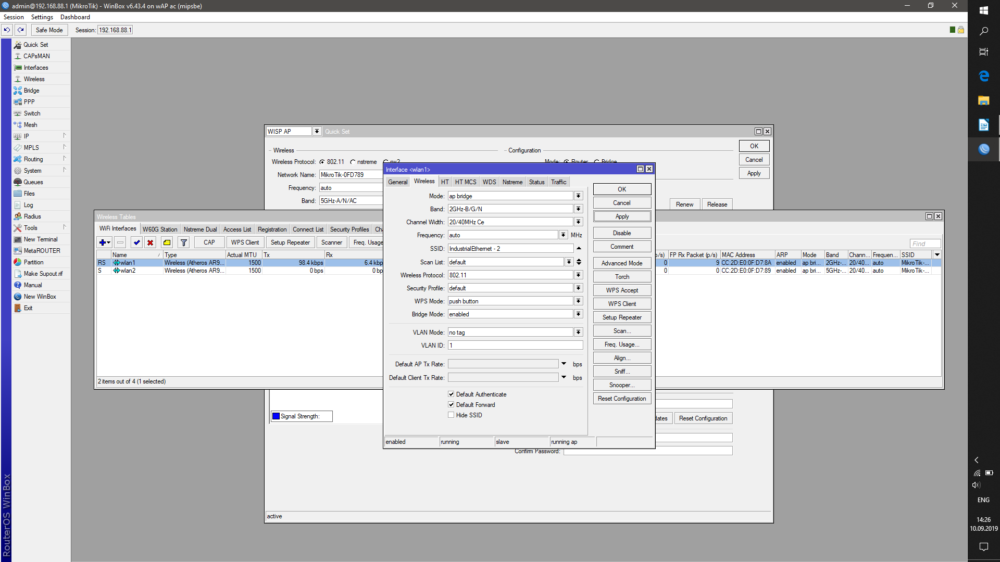 admin@192.168.88.1 (MikroTik) - WinBox v6.43.4 on wAP ac (mipsbe)
Session Settings Dashboard
Safe Mode Session: 192.168.88.1
Quick Set
CAPsMAN
Interfaces
Wireless
Bridge
PPP
Switch
Mesh
IP
MPLS
Routing
System
Queues
Files
Log
Radius
Tools
New Terminal
MetaROUTER
Partition
Make Supout.rif
Manual
New WinBox
Exit
RouterOS WinBox
WISP AP Quick Set
Wireless Configuration
OK
Cancel
Apply
Wireless Protocol: 802.11 nstreme nv2 Mode: Router Bridge
Network Name: MikroTik-0FD789
Frequency: auto
Band: 5GHz-A/N/AC
Renew Release
Wireless Tables
WiFi Interfaces W60G Station Nstreme Dual Access List Registration Connect List Security Profiles Ch
CAP WPS Client Setup Repeater Scanner Freq. Usage
Find
Name / Type Actual MTU Tx Rx p/s) FP Rx Packet (p/s) MAC Address ARP Mode Band Chann... Frequen... SSID
RS wlan1 Wireless (Atheros AR9... 1500 98.4 kbps 6.4 kbps 0 9 CC:2D:E0:0F:D7:8A enabled ap bri... 2GHz-... 20/40... auto MikroTik-...
S wlan2 Wireless (Atheros AR9... 1500 0 bps 0 bp 0 0 CC:2D:E0:0F:D7:89 enabled ap bri... 5GHz-... 20/40... auto MikroTik-...
2 items out of 4 (1 selected)
Interface <wlan1>
General Wireless HT HT MCS WDS Nstreme Status Traffic
Mode: ap bridge
Band: 2GHz-B/G/N
Channel Width: 20/40MHz Ce
Frequency: auto MHz
SSID: IndustrialEthernet - 2
Scan List: default
Wireless Protocol: 802.11
Security Profile: default
WPS Mode: push button
Bridge Mode: enabled
VLAN Mode: no tag
VLAN ID: 1
Default AP Tx Rate: bps
Default Client Tx Rate: bps
Default Authenticate
Default Forward
Hide SSID
OK
Cancel
Apply
Disable
Comment
Advanced Mode
Torch
WPS Accept
WPS Client
Setup Repeater
Scan...
Freq. Usage...
Align...
Sniff...
Snooper...
Reset Configuration
enabled running slave running ap
Signal Strength:
dates Reset Configuration
Confirm Password:
active
ENG
14:26
10.09.2019